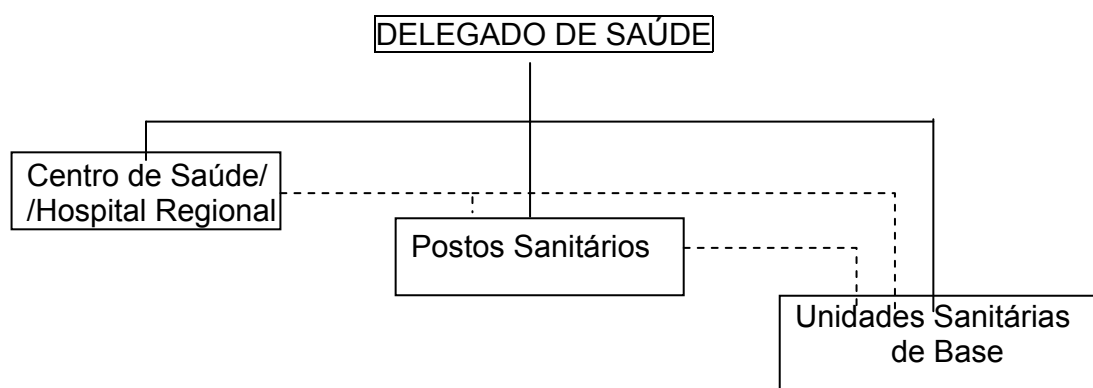 DELEGADO DE SAÚDE
Centro de Saúde/
/Hospital Regional
Postos Sanitários
Unidades Sanitárias
de Base